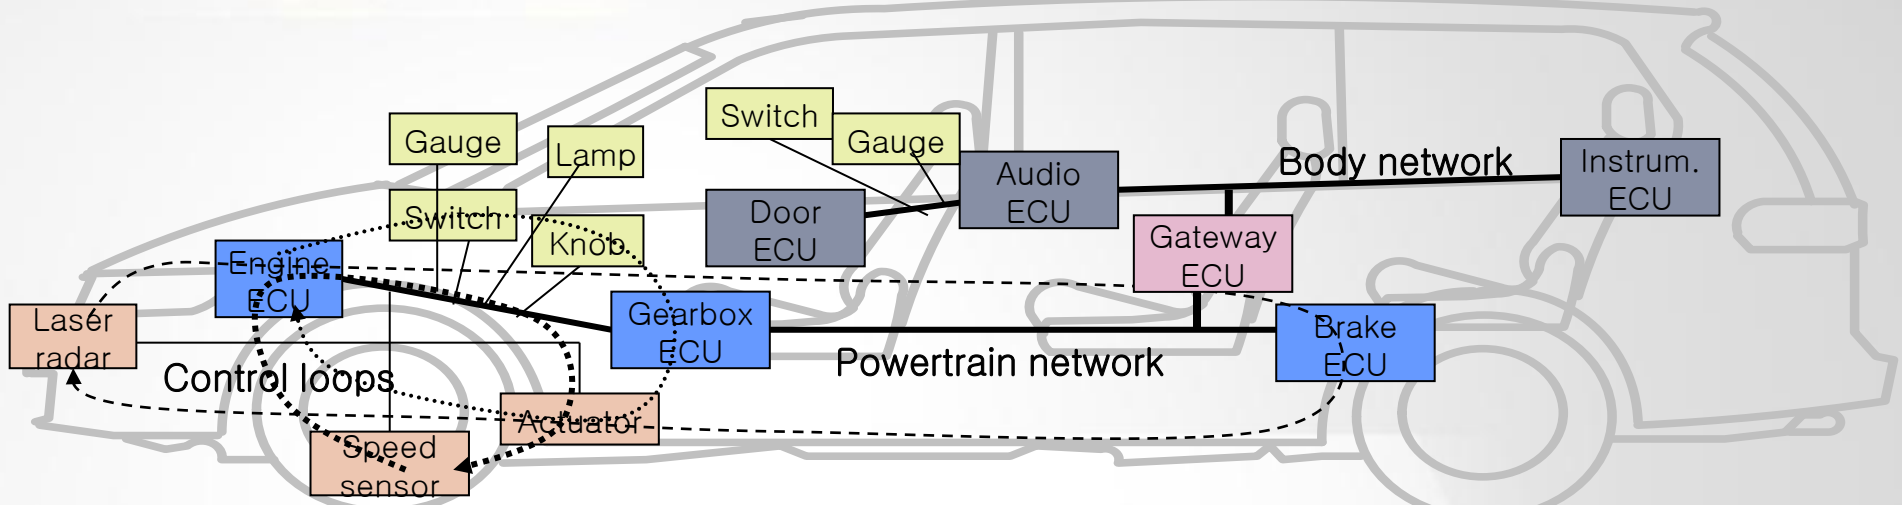 Switch
Gauge
Gauge
Lamp
Audio
ECU
Body network
Instrum.
ECU
Switch
Door
ECU
Knob
Gateway
ECU
Engine
ECU
Laser
radar
Gearbox
ECU
Brake
ECU
Powertrain network
Control loops
Actuator
Speed
sensor